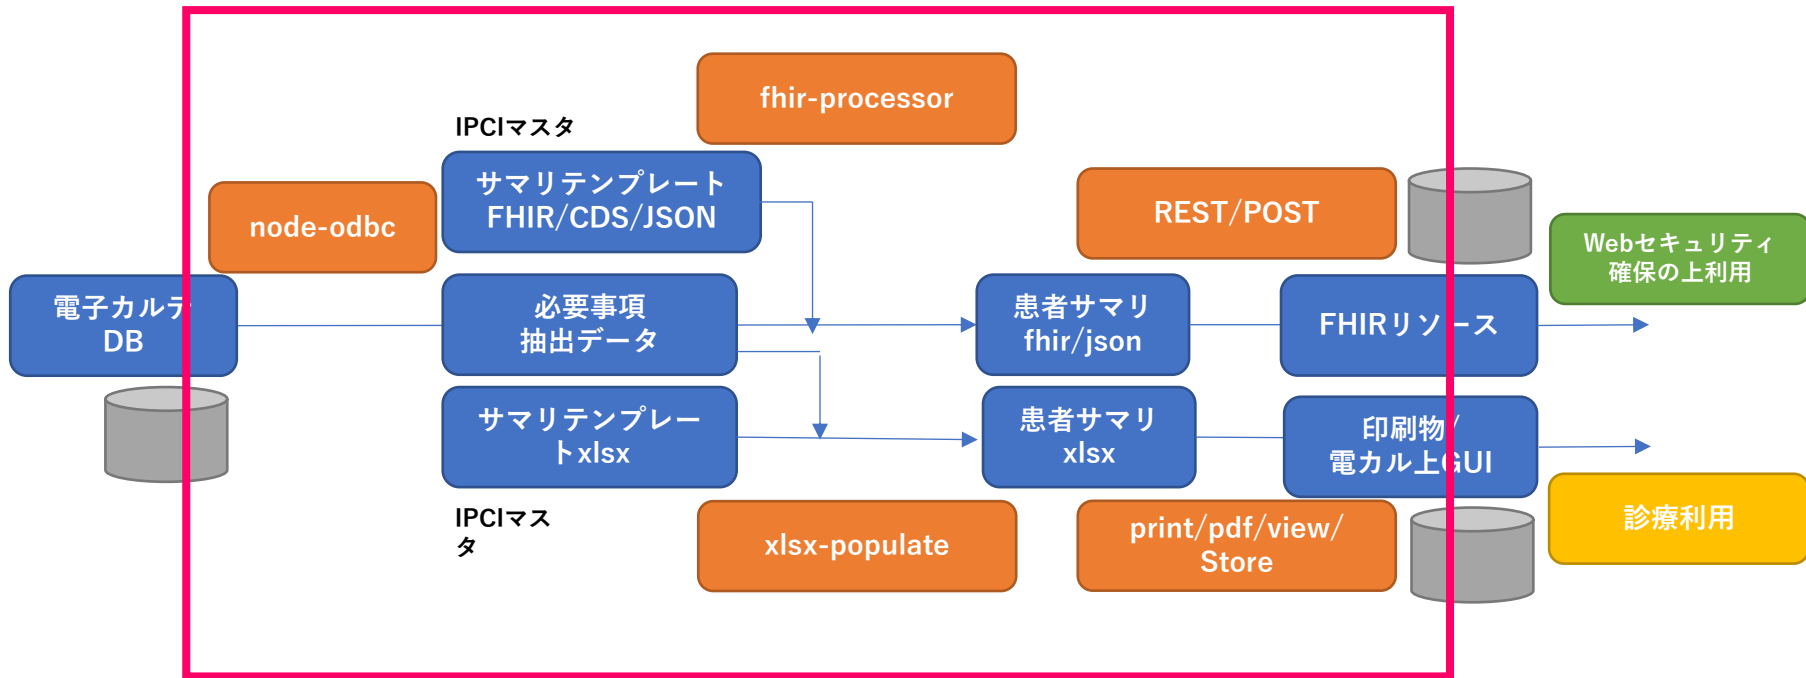 fhir-processor
IPCIマスタ
サマリテンプレート
FHIR/CDS/JSON
node-odbc
REST/POST
Webセキュリティ
確保の上利用
電子カルテ
DB
必要事項
抽出データ
患者サマリ
fhir/json
FHIRリソース
サマリテンプレー
トxlsx
患者サマリ
xlsx
印刷物/
電カル上GUI
IPCIマス
タ
xlsx-populate
print/pdf/view/
Store
診療利用